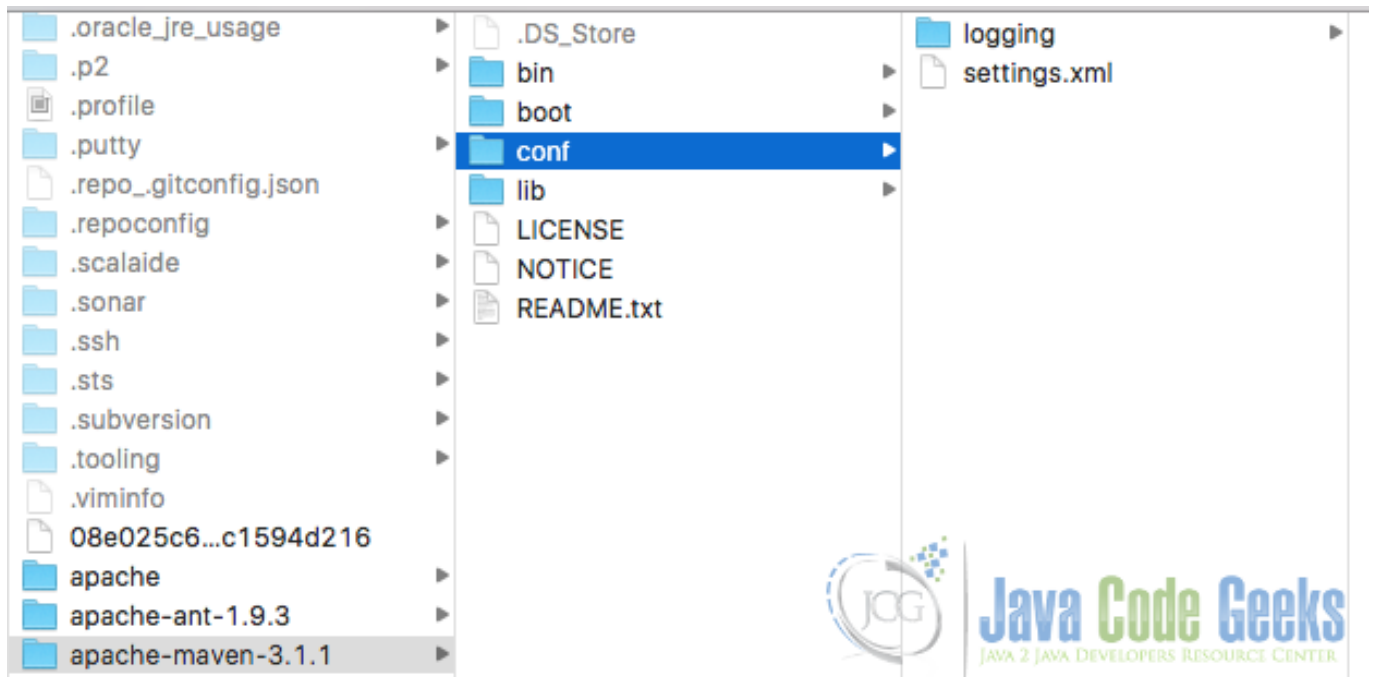 .oracle_jre_usage
.p2
.profile
.putty
.repo_.gitconfig.json
.repoconfig
.scalaide
.sonar
.ssh
.sts
.subversion
.tooling
.viminfo
08e025c6...c1594d216
apache
apache-ant-1.9.3
apache-maven-3.1.1
.DS_Store
bin
boot
conf
lib
LICENSE
NOTICE
README.txt
logging
settings.xml
JCG
Java Code Geeks
JAVA 2 JAVA DEVELOPERS RESOURCE CENTER